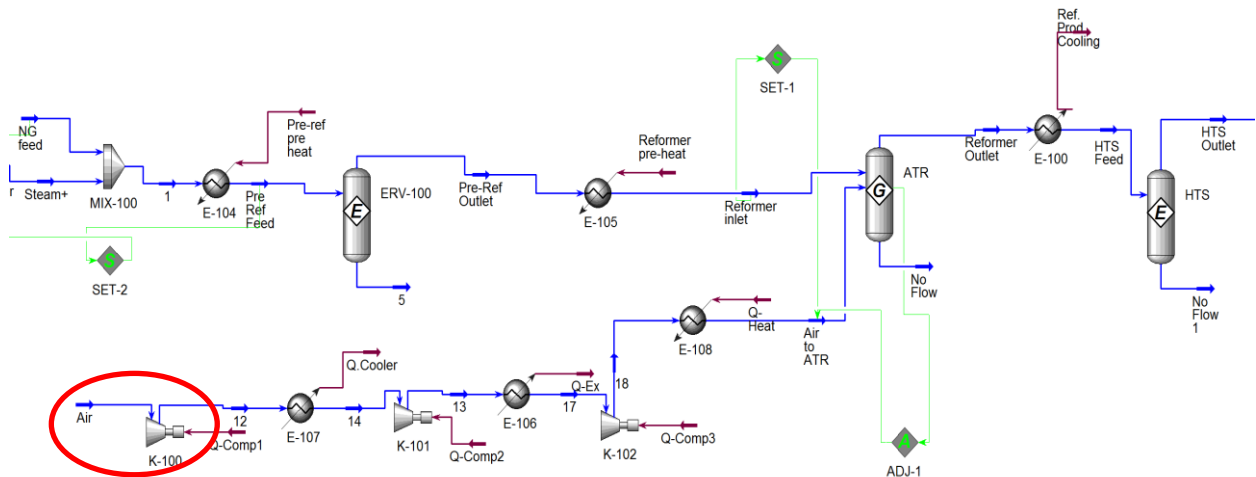 Ref.
Prod
Cooling
S
SET-1
NG
feed
r
Steam+
MIX-100
1
Pre-ref
pre
heat
E-104
Pre
Ref
Feed
S
SET-2
ERV-100
E
5
Pre-Ref
Outlet
Reformer
pre-heat
E-105
Reformer
inlet
ATR
G
No
Flow
Reformer
Outlet
E-100
HTS
Feed
HTS
Outlet
HTS
E
No
Flow
1
Air
K-100
Q-Comp1
12
Q.Cooler
E-107
14
K-101
Q-Comp2
13
E-106
Q-Ex
17
K-102
Q-Comp3
18
E-108
Q-
Heat
Air
to
ATR
A
ADJ-1